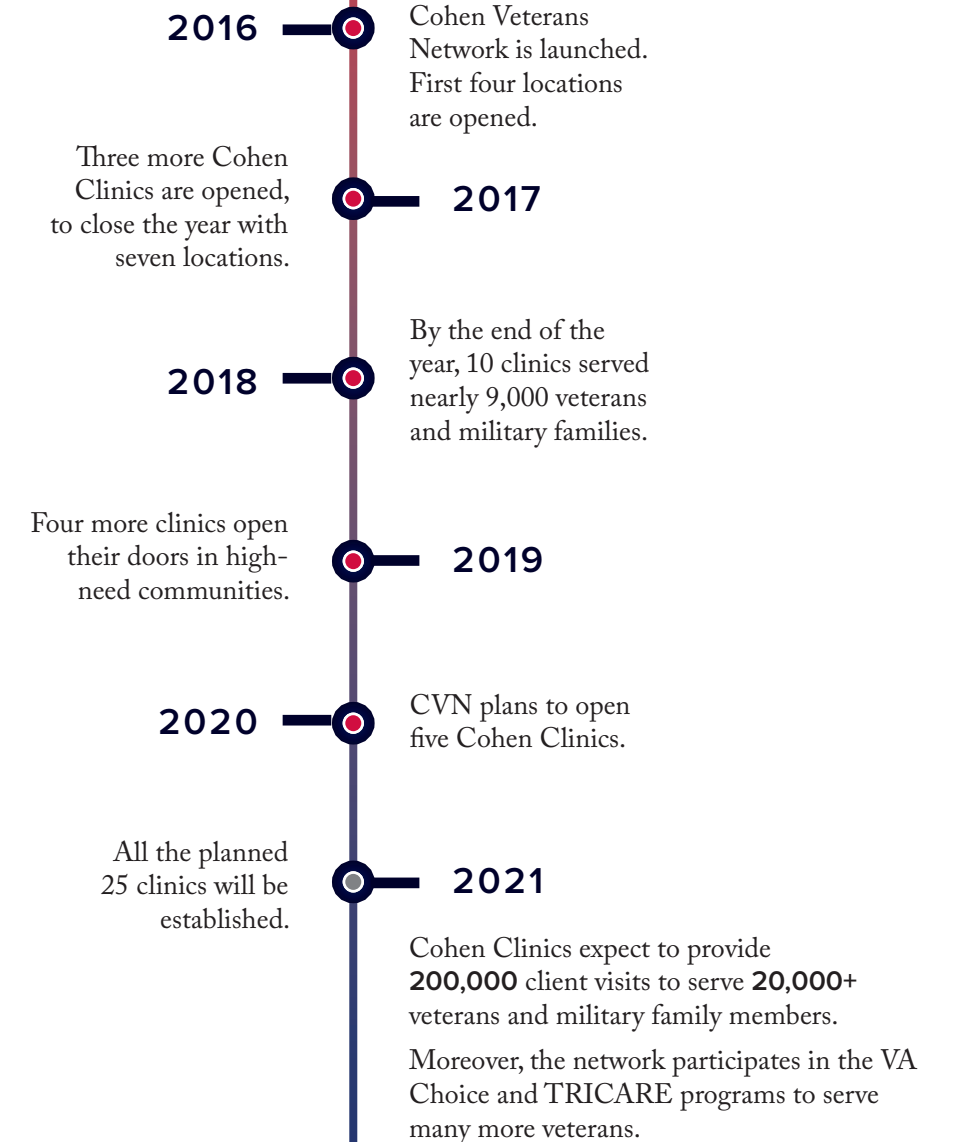 2016
Cohen Veterans
Network is launched.
First four locations
are opened.
Three more Cohen
Clinics are opened,
to close the year with
seven locations.
2017
2018
By the end of the
year, 10 clinics served
nearly 9,000 veterans
and military families.
Four more clinics open
their doors in high-
need communities.
2019
2020
CVN plans to open
five Cohen Clinics.
All the planned
25 clinics will be
established.
2021
Cohen Clinics expect to provide
200,000 client visits to serve 20,000+
veterans and military family members.
Moreover, the network participates in the VA
Choice and TRICARE programs to serve
many more veterans.